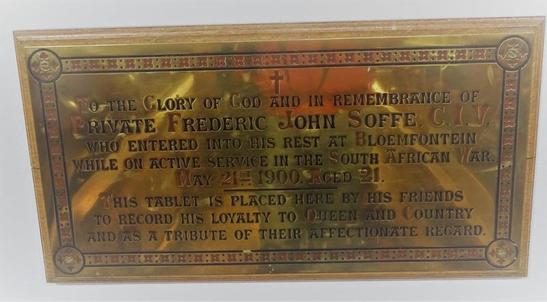 To the Glory of God and in remembrance of
Private Frederic John Soffe, C.I.V.
who entered into his rest at Bloemfontein
while on active service in the South African War.
May 21st 1900. Aged 21.
This tablet is placed here by his friends
to record his loyalty to Queen and Country
and as a tribute of their affectionate regard.